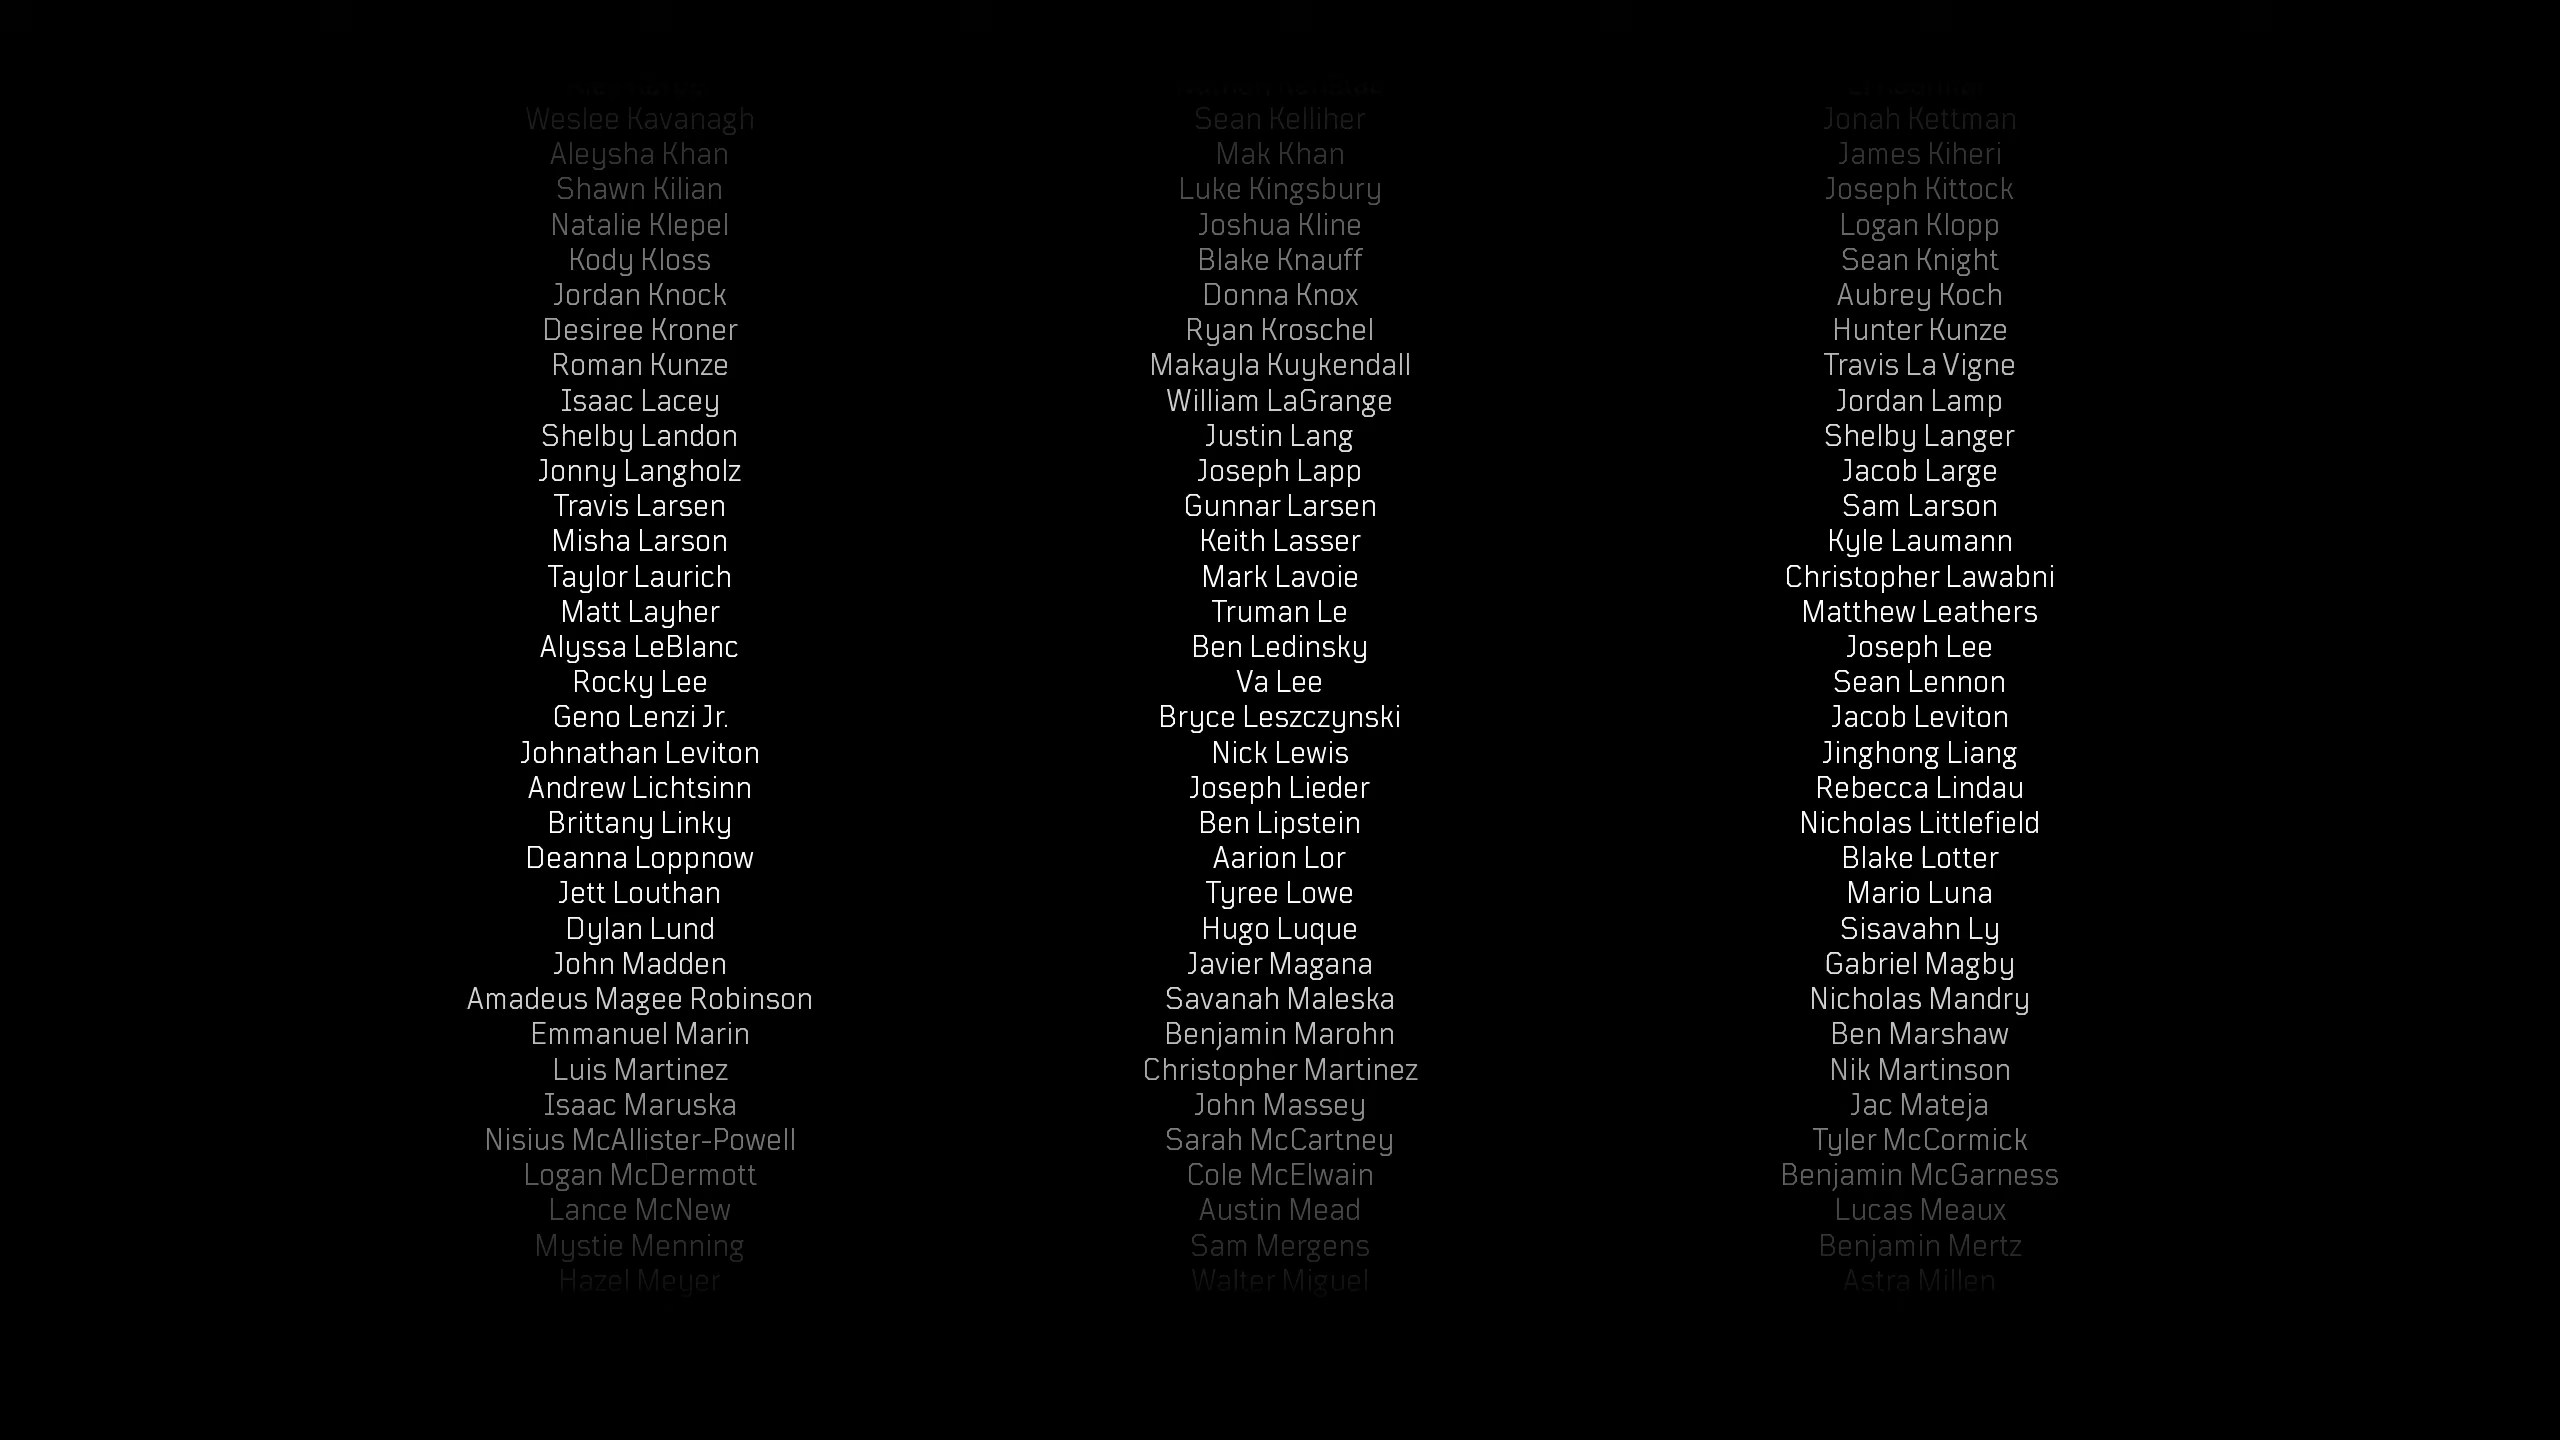 Weslee Kavanagh Sean Kelliher Jonah Kettman
Aleysha Khan Mak Khan James Kiheri
Shawn Kilian Luke Kingsbury Joseph Kittock
Natalie Klepel Joshua Kline Logan Klopp
Kody Kloss Blake Knauff Sean Knight
Jordan Knock Donna Knox Aubrey Koch
Desiree Kroner Ryan Kroschel Hunter Kunze
Roman Kunze Makayla Kuykendall Travis La Vigne
Isaac Lacey William LaGrange Jordan Lamp
Shelby Landon Justin Lang Shelby Langer
Jonny Langholz Joseph Lapp Jacob Large
Travis Larsen Gunnar Larsen Sam Larson
Misha Larson Keith Lasser Kyle Laumann
Taylor Laurich Mark Lavoie Christopher Lawabni
Matt Layher Truman Le Matthew Leathers
Alyssa LeBlanc Ben Ledinsky Joseph Lee
Rocky Lee Va Lee Sean Lennon
Geno Lenzi Jr. Bryce Leszczynski Jacob Leviton
Johnathan Leviton Nick Lewis Jinghong Liang
Andrew Lichtsinn Joseph Lieder Rebecca Lindau
Brittany Linky Ben Lipstein Nicholas Littlefield
Deanna Loppnow Aarion Lor Blake Lotter
Jett Louthan Tyree Lowe Mario Luna
Dylan Lund Hugo Luque Sisavahn Ly
John Madden Javier Magana Gabriel Magby
Amadeus Magee Robinson Savanah Maleska Nicholas Mandry
Emmanuel Marin Benjamin Marohn Ben Marshaw
Luis Martinez Christopher Martinez Nik Martinson
Isaac Maruska John Massey Jac Mateja
Nisius McAllister-Powell Sarah McCartney Tyler McCormick
Logan McDermott Cole McElwain Benjamin McGarness
Lance McNew Austin Mead Lucas Meaux
Mystie Menning Sam Mergens Benjamin Mertz
Hazel Meyer Walter Miguel Astra Millen